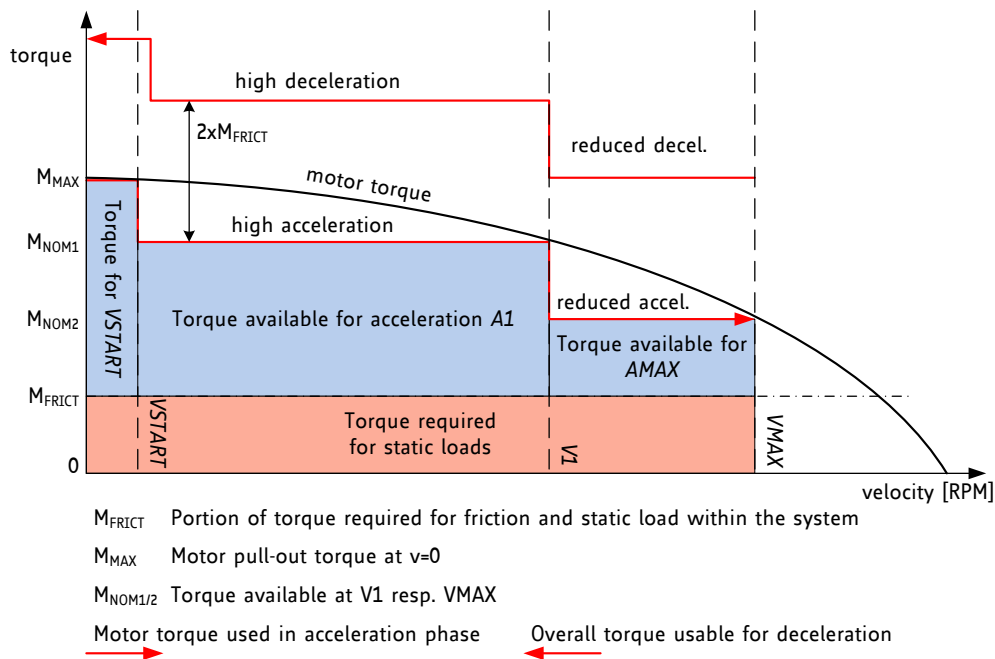 torque
high deceleration
2xMFRICT
reduced decel.
MMAX
motor torque
high acceleration
MNOM1
Torque for VSTART
reduced accel.
MNOM2
Torque available for acceleration A1
Torque available for
AMAX
MFRICT
VSTART
Torque required
for static loads
V1
VMAX
0
velocity [RPM]
MFRICT Portion of torque required for friction and static load within the system
MMAX Motor pull-out torque at v=0
MNOM1/2 Torque available at V1 resp. VMAX
Motor torque used in acceleration phase
Overall torque usable for deceleration